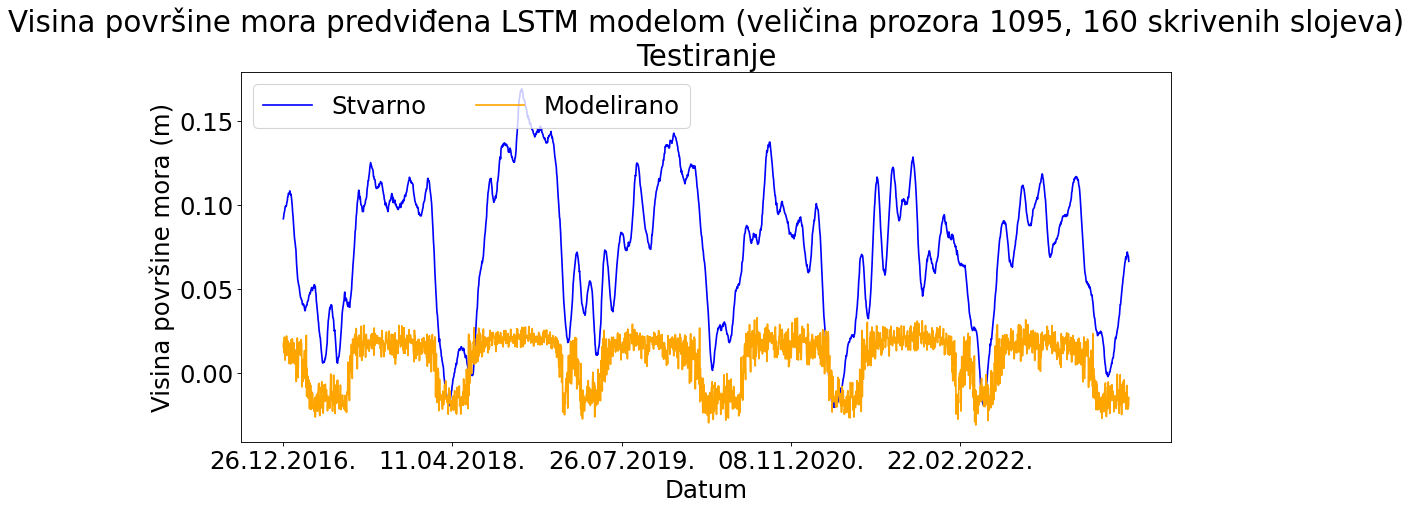 Visina površine mora predviđena LSTM modelom (veličina prozora 1095, 160 skrivenih slojeva)
Testiranje
Stvarno
Modelirano
Visina površine mora (m)
0.15
0.10
0.05
0.00
26.12.2016.
11.04.2018.
26.07.2019.
08.11.2020.
22.02.2022.
Datum